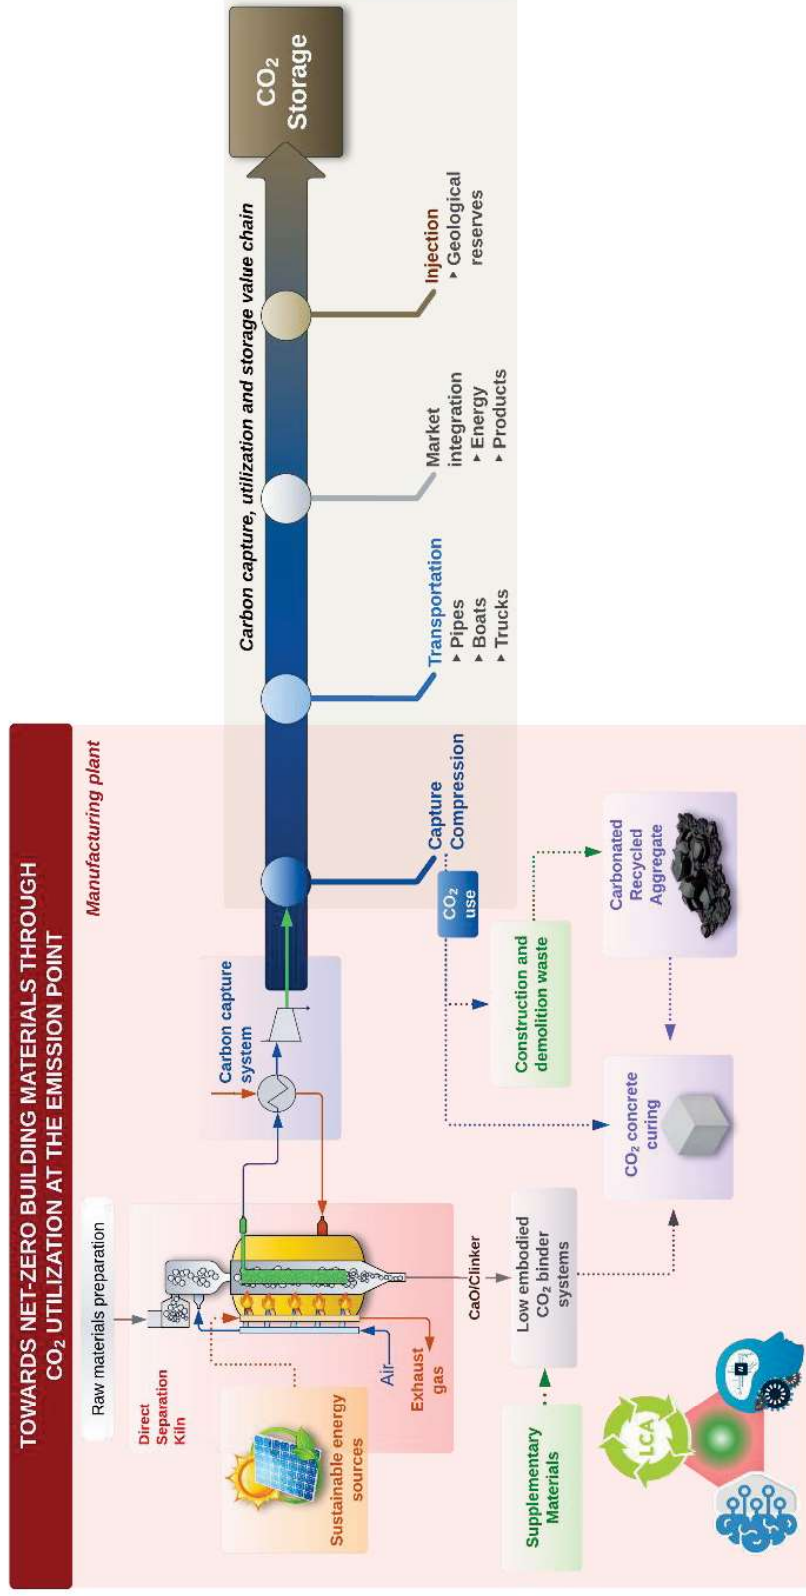 TOWARDS NET-ZERO BUILDING MATERIALS THROUGH
CO₂ UTILIZATION AT THE EMISSION POINT
Manufacturing plant
Raw materials preparation
Direct
Separation
Kiln
Sustainable energy
sources
Air
Exhaust
gas
CaO/Clinker
Carbon capture
system
Carbon capture, utilization and storage value chain
CO₂
Storage
Capture
Compression
Transportation
▸ Pipes
▸ Boats
▸ Trucks
Market
integration
▸ Energy
▸ Products
Injection
▸ Geological
reserves
CO₂
use
Supplementary
Materials
Low embodied
CO₂ binder
systems
Construction and
demolition waste
CO₂ concrete
curing
Carbonated
Recycled
Aggregate
LCA